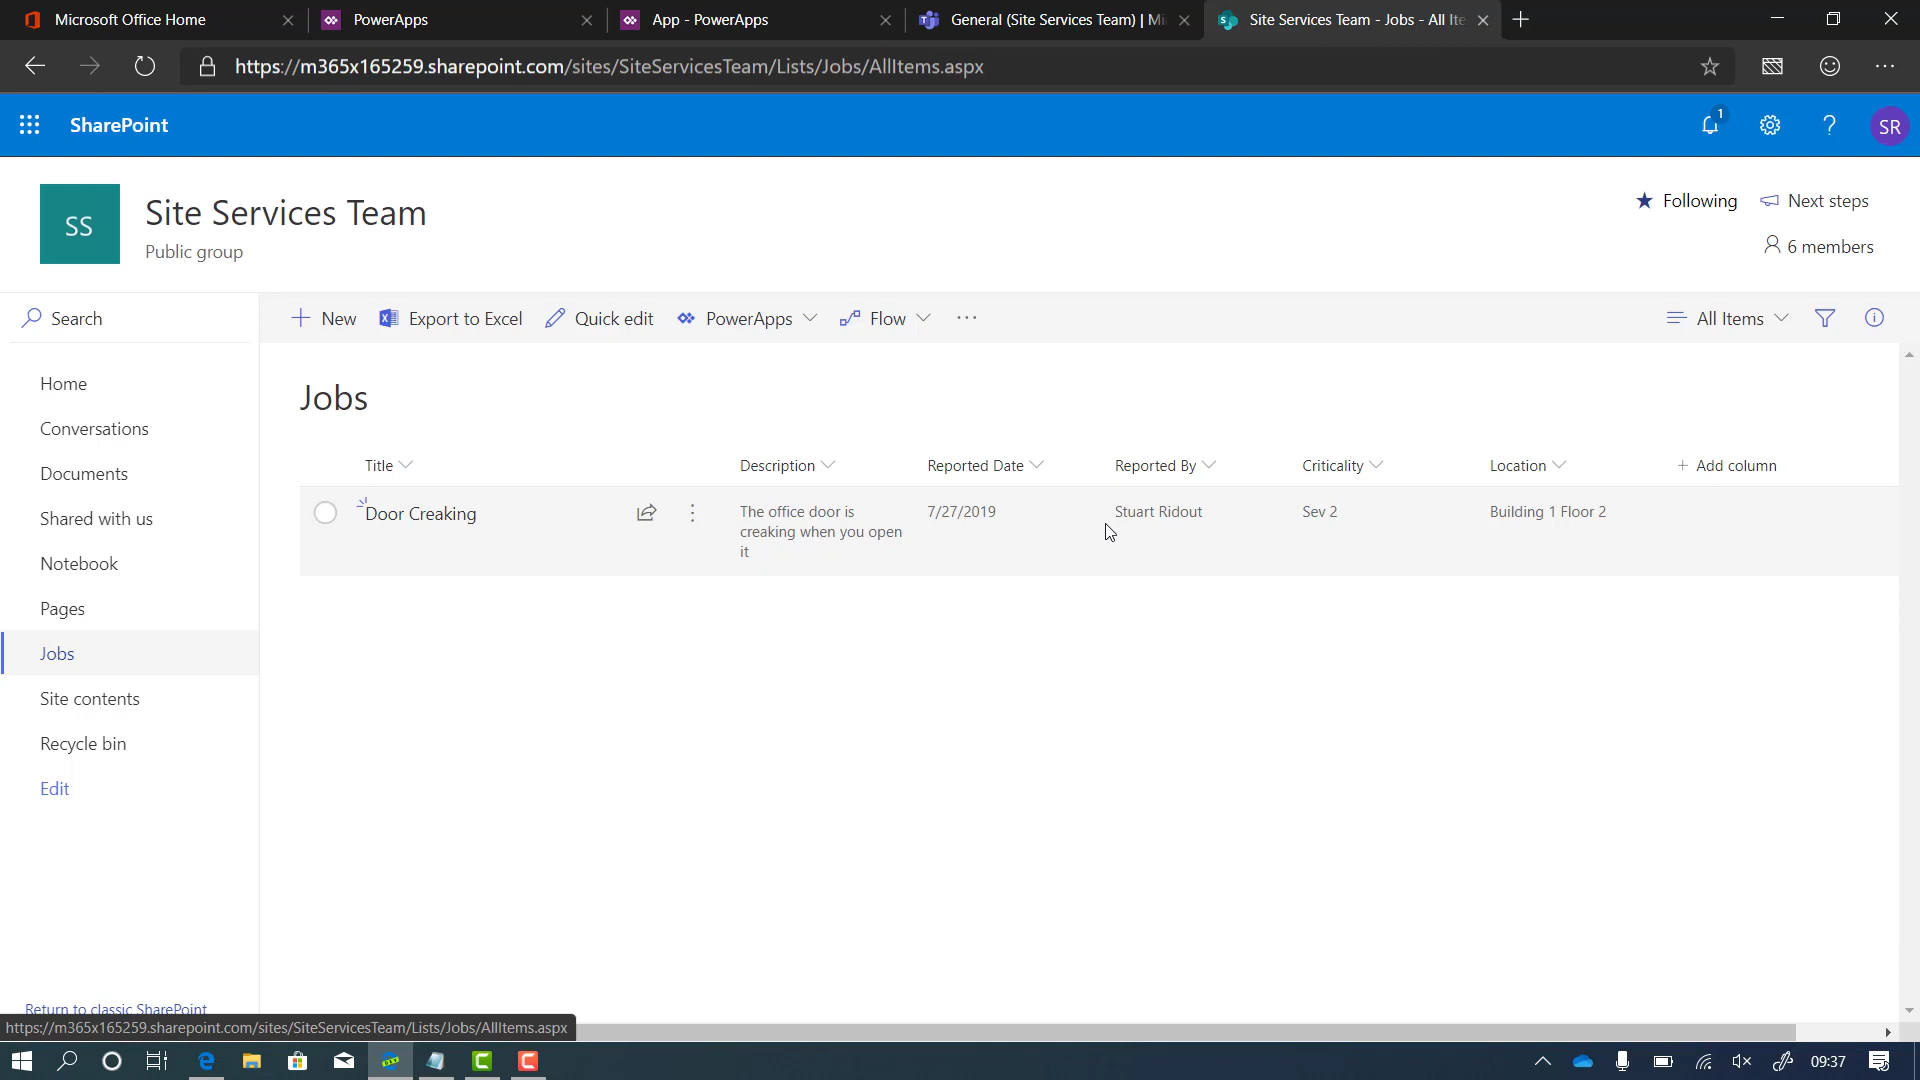 Microsoft Office Home
PowerApps
App - PowerApps
General (Site Services Team) | Mi
Site Services Team - Jobs - All Ite
https://m365x165259.sharepoint.com/sites/SiteServicesTeam/Lists/Jobs/AllItems.aspx
SharePoint
1
SR
SS
Site Services Team
Public group
Following
Next steps
6 members
Search
New
Export to Excel
Quick edit
PowerApps
Flow
All Items
Home
Conversations
Documents
Shared with us
Notebook
Pages
Jobs
Site contents
Recycle bin
Edit
Return to classic SharePoint
Jobs
Title
Description
Reported Date
Reported By
Criticality
Location
Add column
Door Creaking
The office door is
creaking when you open
it
7/27/2019
Stuart Ridout
Sev 2
Building 1 Floor 2
https://m365x165259.sharepoint.com/sites/SiteServicesTeam/Lists/Jobs/AllItems.aspx
09:37